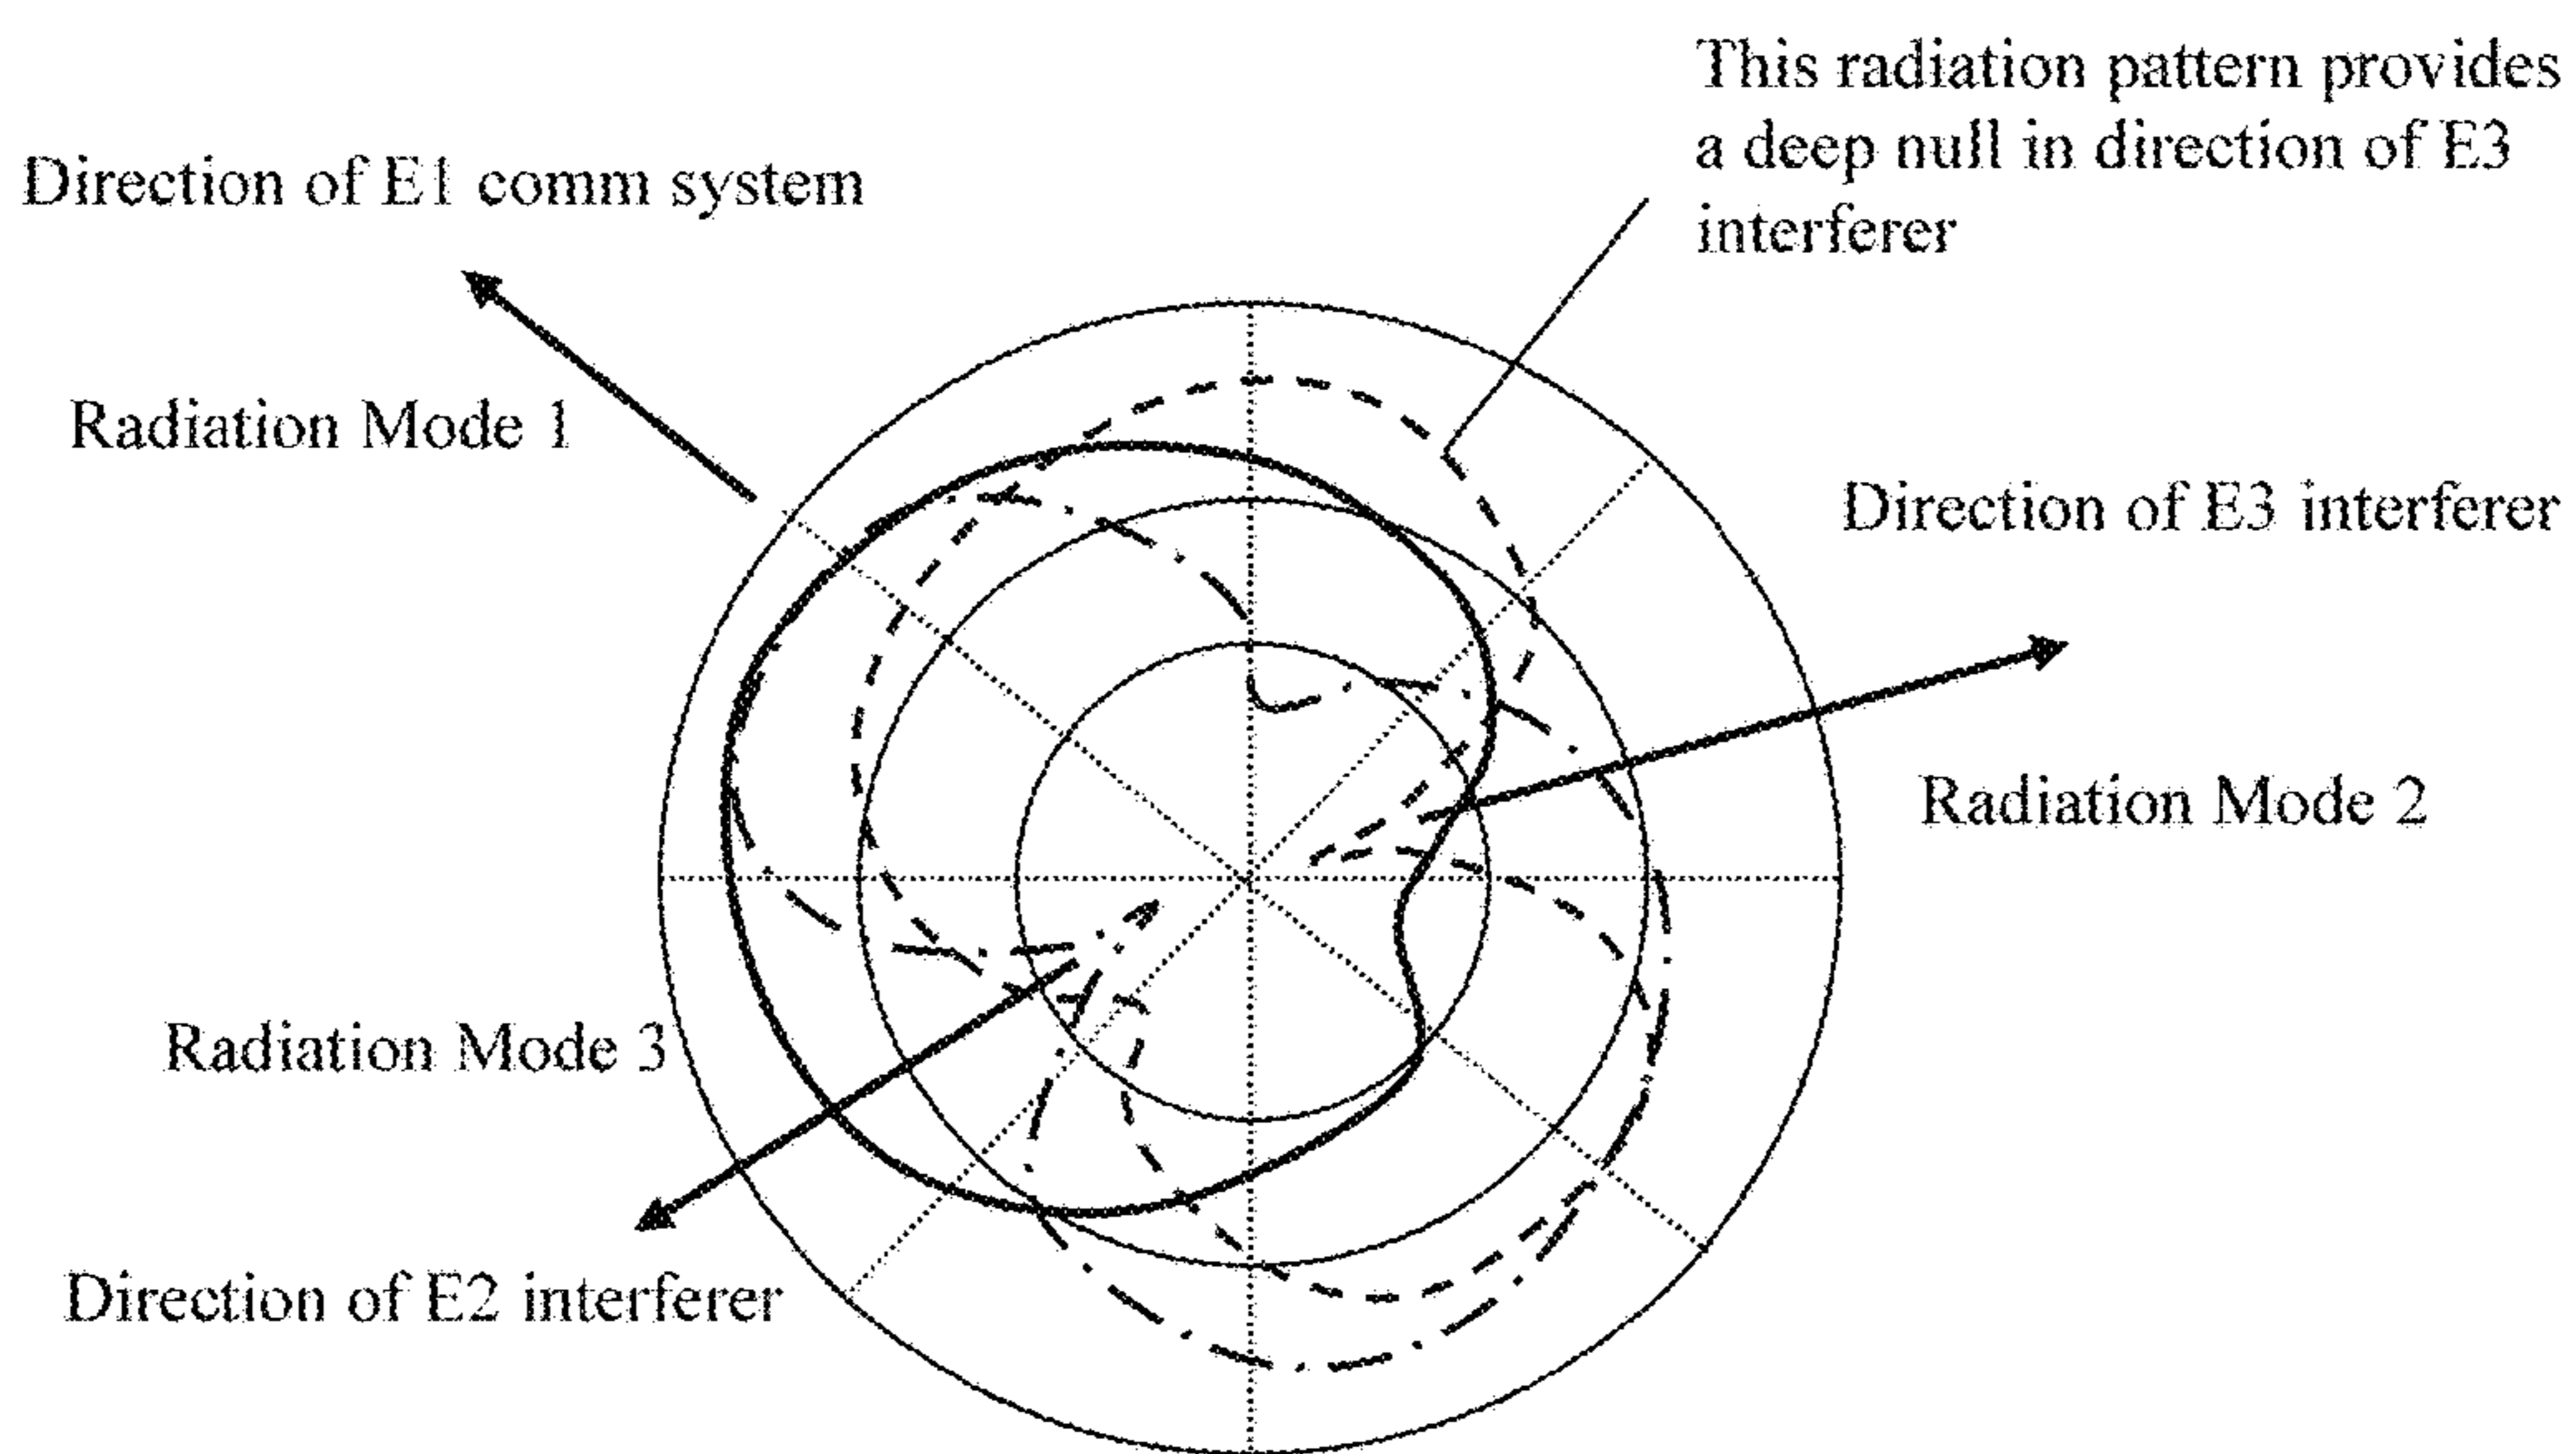 This radiation pattern provides
a deep null in direction of E3
interferer
Direction of E1 comm system
Radiation Mode 1
Direction of E3 interferer
Radiation Mode 2
Radiation Mode 3
Direction of E2 interferer